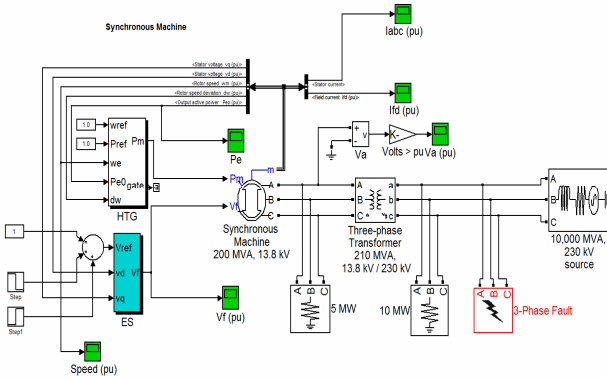 Synchronous Machine
Iabc (pu)
<Stator voltage vq (pu)>
<Stator voltage vd (pu)>
<Rotor speed wm (pu)>
<Rotor speed deviation dw (pu)>
<Output active power Peo (pu)>
<Stator current>
<Field current Ifd (pu)>
Ifd (pu)
1.0
wref
1.0
Pref
Pm
we
Pe0
gate
dw
HTG
Pe
+
-
v
Va
K-
Volts > pu
Va (pu)
m
Pm
Vf
A
B
C
Synchronous
Machine
200 MVA, 13.8 kV
A
B
C
a
b
c
Three-phase
Transformer
210 MVA,
13.8 kV / 230 kV
A
B
C
10,000 MVA,
230 kV
source
1
Step
Step1
Vref
vd
Vf
vq
ES
Vf (pu)
Speed (pu)
A B C
5 MW
A B C
10 MW
A B C
3-Phase Fault